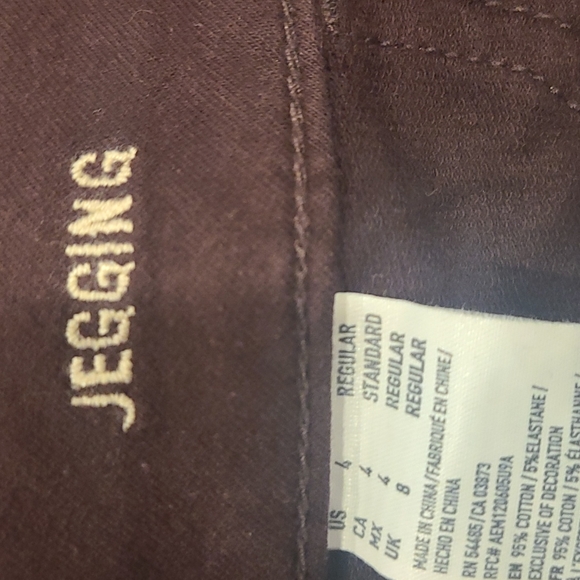 JEGGING
US 4 REGULAR
CA 4 STANDARD
MX 4 REGULAR
UK 8 REGULAR
MADE IN CHINA/FABRIQUÉ EN CHINE/
HECHO EN CHINA
RN 54485/CA 03973
RFC# AEM120605U9A
EN 95% COTTON / 5%ELASTANE /
EXCLUSIVE OF DECORATION
FR 95% COTON / 5% ÉLASTHANNE /